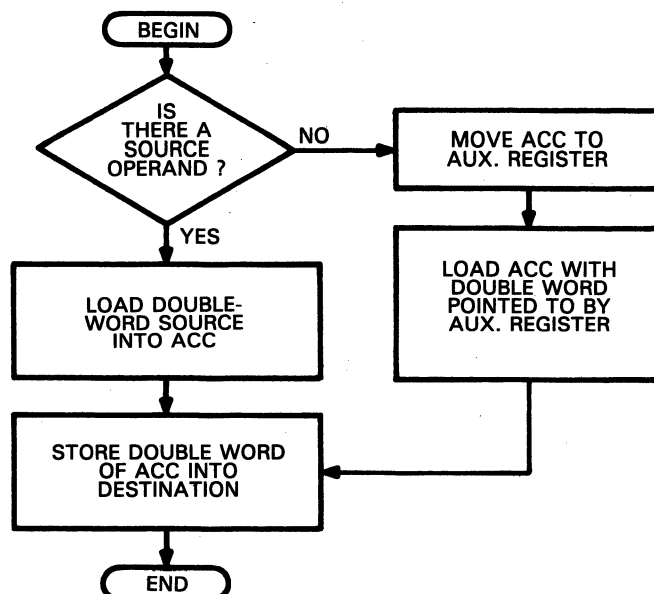 BEGIN
IS
THERE A
SOURCE
OPERAND ?
NO
MOVE ACC TO
AUX. REGISTER
YES
LOAD DOUBLE-
WORD SOURCE
INTO ACC
LOAD ACC WITH
DOUBLE WORD
POINTED TO BY
AUX. REGISTER
STORE DOUBLE WORD
OF ACC INTO
DESTINATION
END